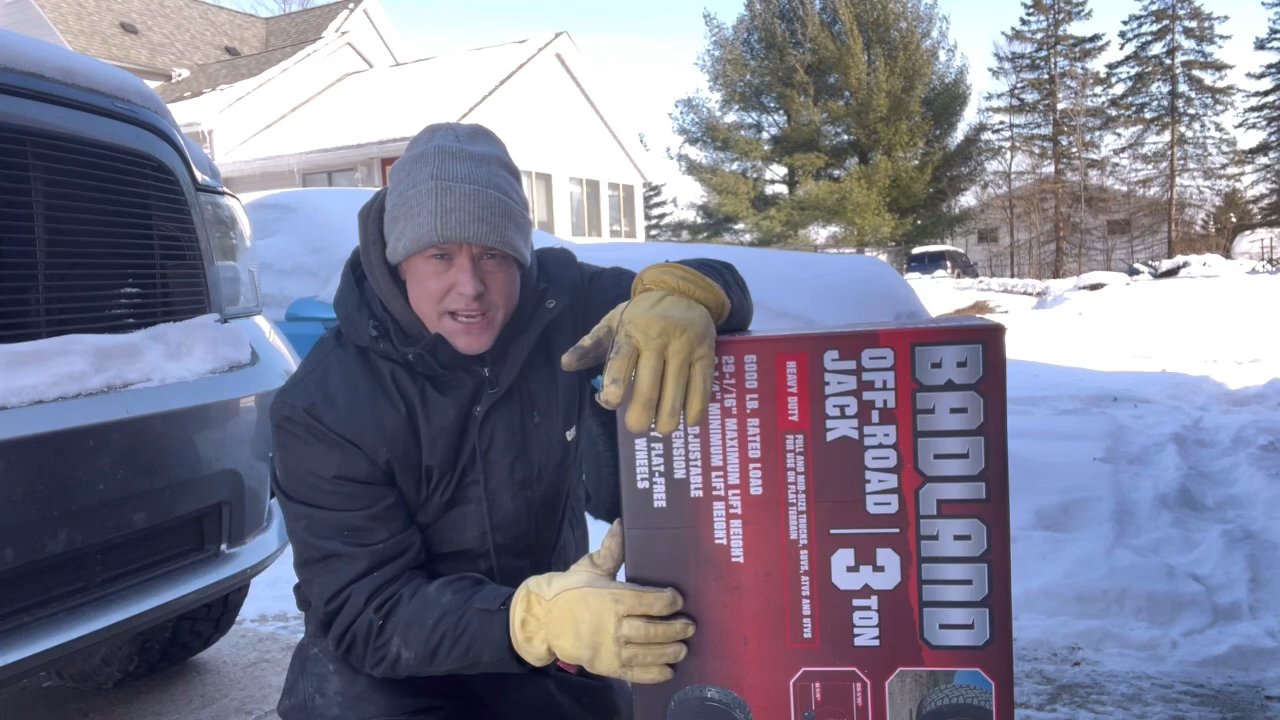 BADLAND
OFF-ROAD
JACK
3 TON
HEAVY DUTY
FULL AND MID-SIZE TRUCKS, SUVS, ATVS AND UTVS
FOR USE ON FLAT TERRAIN
6000 LB. RATED LOAD
29-1/16" MAXIMUM LIFT HEIGHT
MINIMUM LIFT HEIGHT
FLAT-FREE
WHEELS